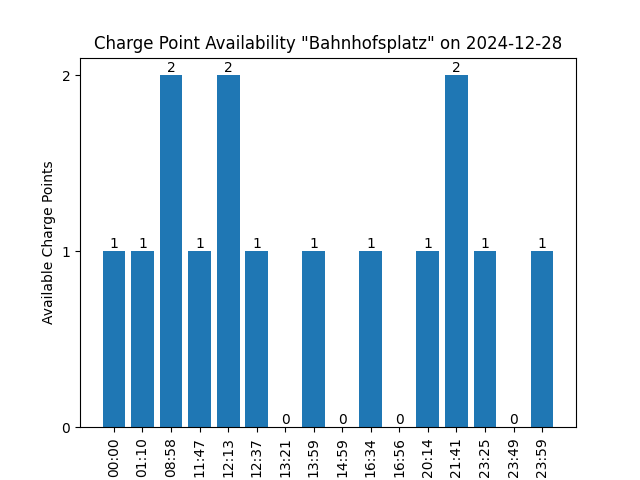 Charge Point Availability "Bahnhofsplatz" on 2024-12-28
Available Charge Points
2
1
0
1 1 2 1 2 1 0 1 0 1 0 1 2 1 0 1
00:00 01:10 08:58 11:47 12:13 12:37 13:21 13:59 14:59 16:34 16:56 20:14 21:41 23:25 23:49 23:59